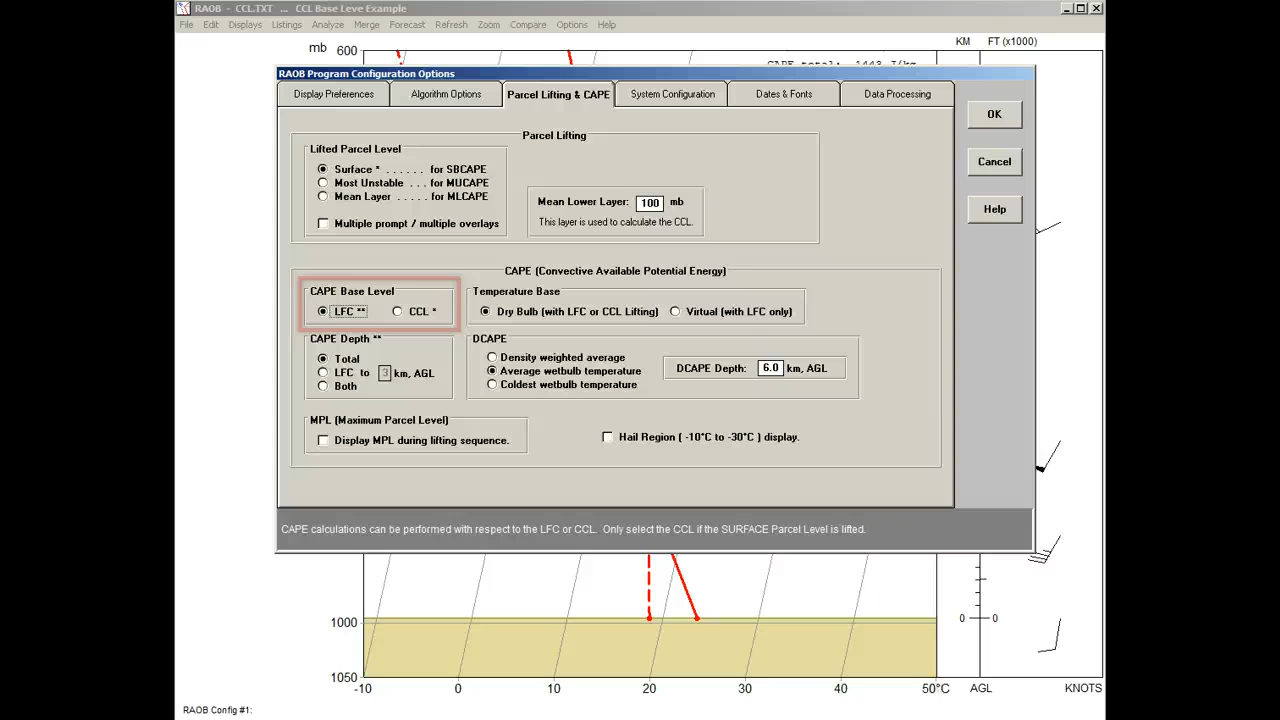 RAOB - CCL.TXT ... CCL Base Leve Example
File Edit Displays Listings Analyze Merge Forecast Refresh Zoom Compare Options Help
mb 600
KM FT (x1000)
RAOB Program Configuration Options
Display Preferences Algorithm Options Parcel Lifting & CAPE System Configuration Dates & Fonts Data Processing
OK
Cancel
Help
Parcel Lifting
Lifted Parcel Level
Surface * . . . . . . for SBCAPE
Most Unstable . . . for MUCAPE
Mean Layer . . . . . for MLCAPE
Multiple prompt / multiple overlays
Mean Lower Layer: 100 mb
This layer is used to calculate the CCL.
CAPE (Convective Available Potential Energy)
CAPE Base Level
LFC ** CCL *
Temperature Base
Dry Bulb (with LFC or CCL Lifting) Virtual (with LFC only)
CAPE Depth **
Total
LFC to 3 km, AGL
Both
DCAPE
Density weighted average
Average wetbulb temperature
Coldest wetbulb temperature
DCAPE Depth: 6.0 km, AGL
MPL (Maximum Parcel Level)
Display MPL during lifting sequence.
Hail Region ( -10°C to -30°C ) display.
CAPE calculations can be performed with respect to the LFC or CCL. Only select the CCL if the SURFACE Parcel Level is lifted.
1000
0 0
1050
-10 0 10 20 30 40 50°C AGL KNOTS
RAOB Config #1: